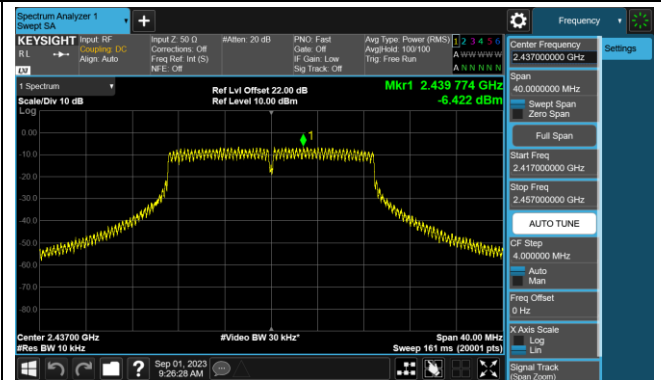 Spectrum Analyzer 1
Swept SA
+
Frequency
KEYSIGHT
Input: RF
Input Z: 50 Ω
#Atten: 20 dB
PNO: Fast
Avg Type: Power (RMS)
1 2 3 4 5 6
RL
Coupling: DC
Corrections: Off
Gate: Off
Avg|Hold: 100/100
A W W W W W
Align: Auto
Freq Ref: Int (S)
IF Gain: Low
Trig: Free Run
NFE: Off
Sig Track: Off
A N N N N N
LXI
1 Spectrum
Ref Lvl Offset 22.00 dB
Mkr1 2.439 774 GHz
Scale/Div 10 dB
Ref Level 10.00 dBm
-6.422 dBm
Log
1
0.00
-10.0
-20.0
-30.0
-40.0
-50.0
-60.0
-70.0
-80.0
Center 2.43700 GHz
#Video BW 30 kHz*
Span 40.00 MHz
#Res BW 10 kHz
Sweep 161 ms (20001 pts)
Center Frequency
2.437000000 GHz
Settings
Span
40.0000000 MHz
Swept Span
Zero Span
Full Span
Start Freq
2.417000000 GHz
Stop Freq
2.457000000 GHz
AUTO TUNE
CF Step
4.000000 MHz
Auto
Man
Freq Offset
0 Hz
X Axis Scale
Log
Lin
Signal Track
(Span Zoom)
?
Sep 01, 2023
9:26:28 AM